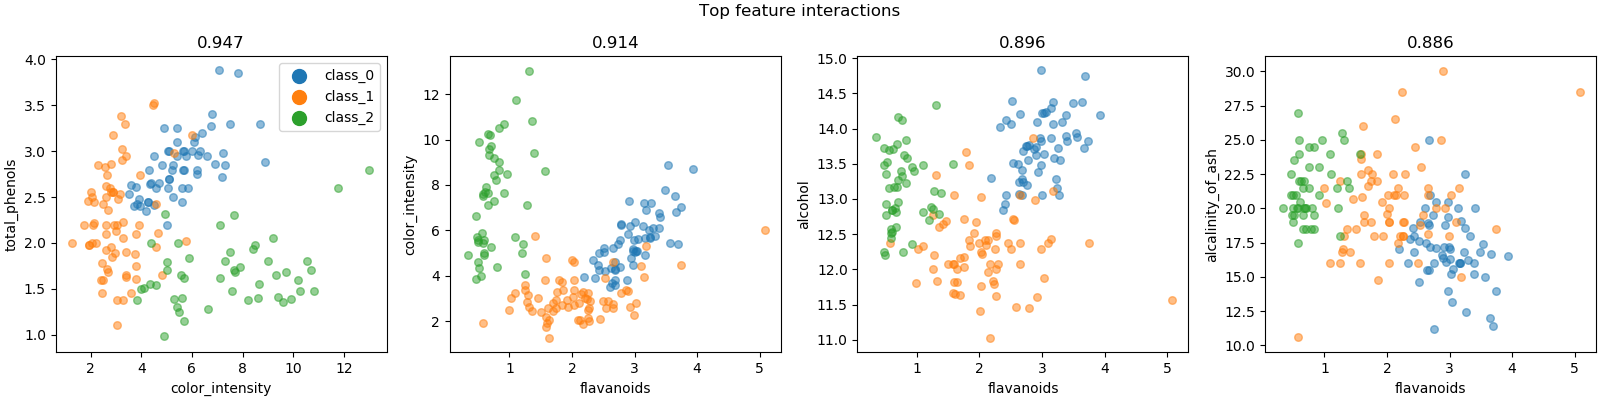 Top feature interactions
0.947
total_phenols
4.0
3.5
3.0
2.5
2.0
1.5
1.0
2 4 6 8 10 12
color_intensity
class_0
class_1
class_2
0.914
color_intensity
12
10
8
6
4
2
1 2 3 4 5
flavanoids
0.896
alcohol
15.0
14.5
14.0
13.5
13.0
12.5
12.0
11.5
11.0
1 2 3 4 5
flavanoids
0.886
alcalinity_of_ash
30.0
27.5
25.0
22.5
20.0
17.5
15.0
12.5
10.0
1 2 3 4 5
flavanoids